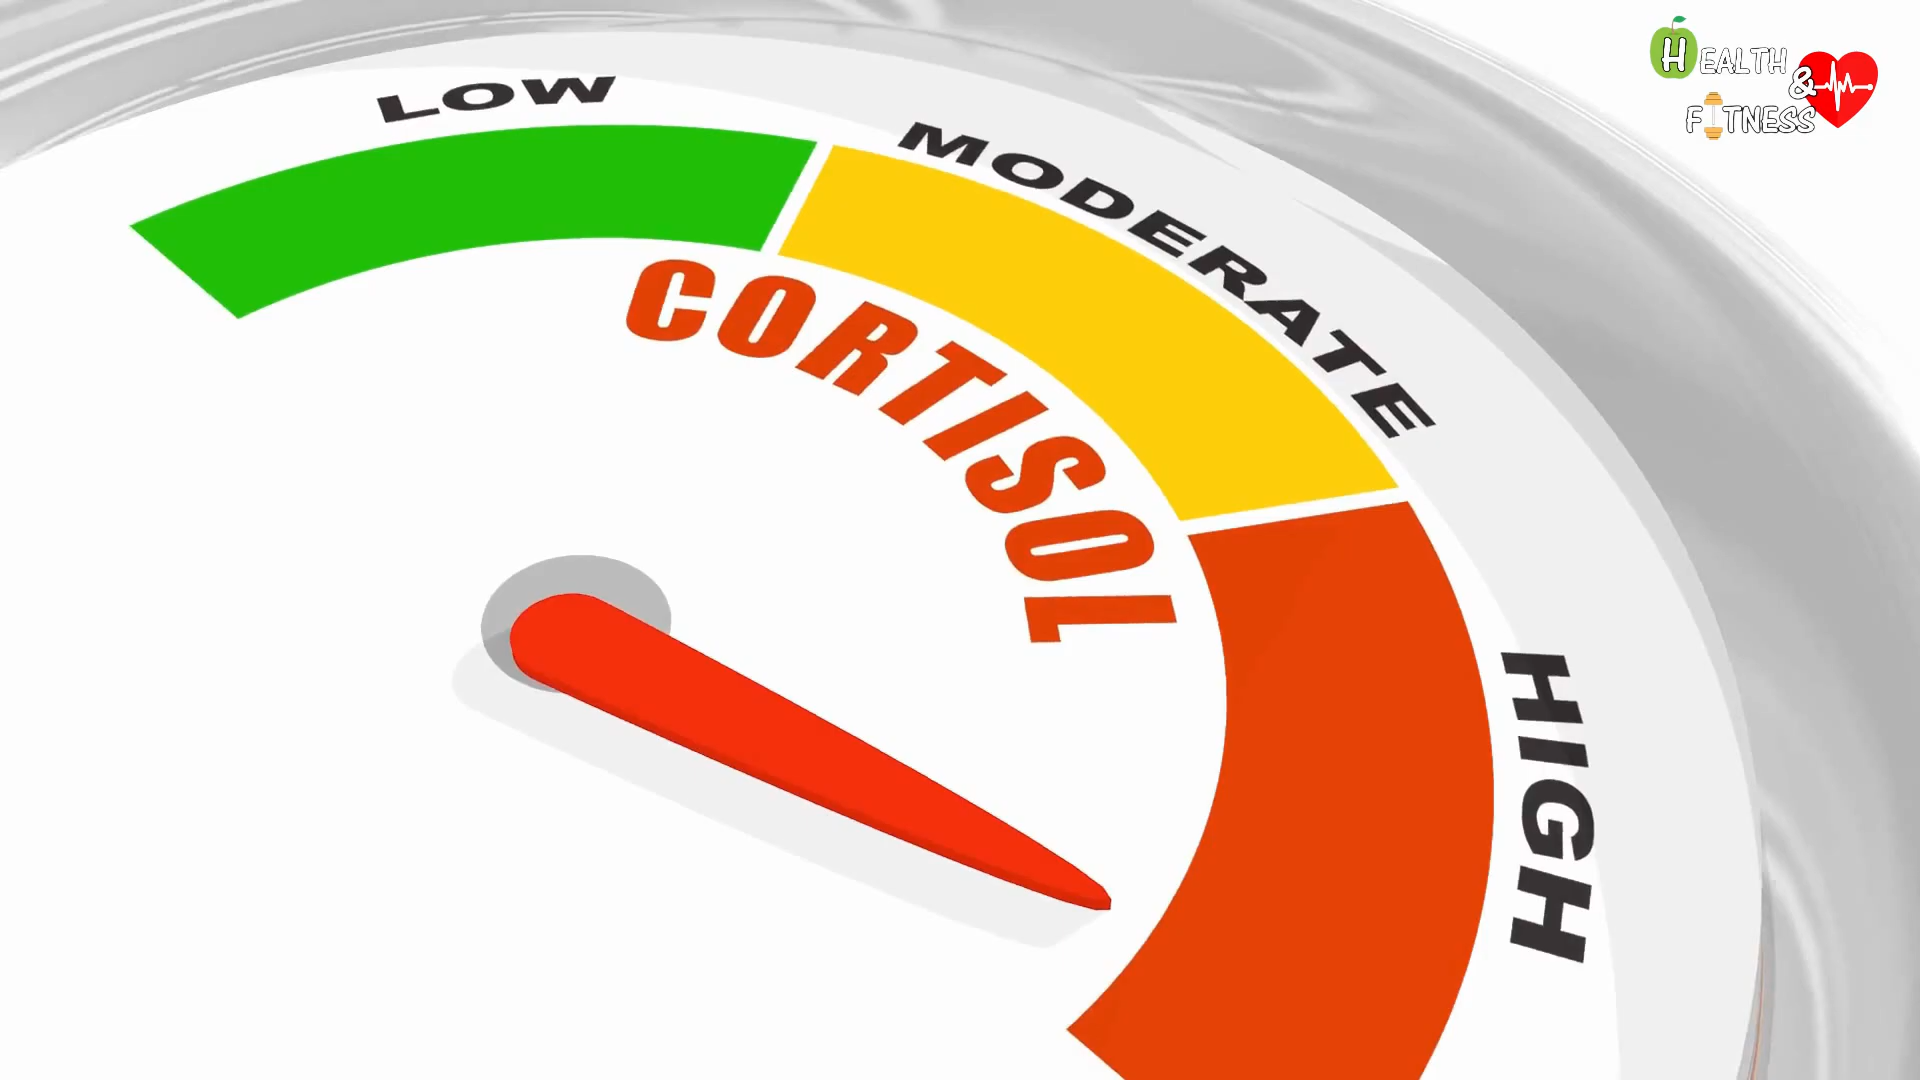 LOW
MODERATE
HIGH
CORTISOL
HEALTH
&
FITNESS